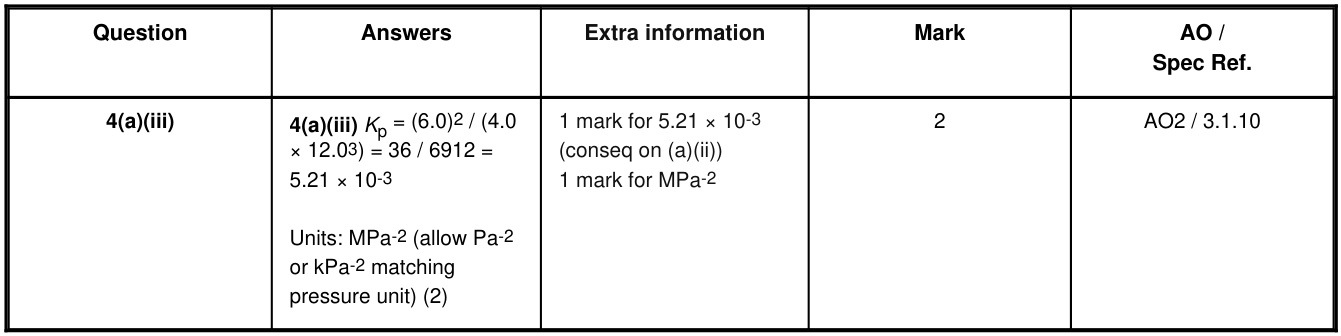 Question Answers Extra information Mark AO /
Spec Ref.
4(a)(iii)
4(a)(iii) Kp = (6.0)2 / (4.0
× 12.03) = 36 / 6912 =
5.21 × 10-3
Units: MPa-2 (allow Pa-2
or kPa-2 matching
pressure unit) (2)
1 mark for 5.21 × 10-3
(conseq on (a)(ii))
1 mark for MPa-2
2
AO2 / 3.1.10